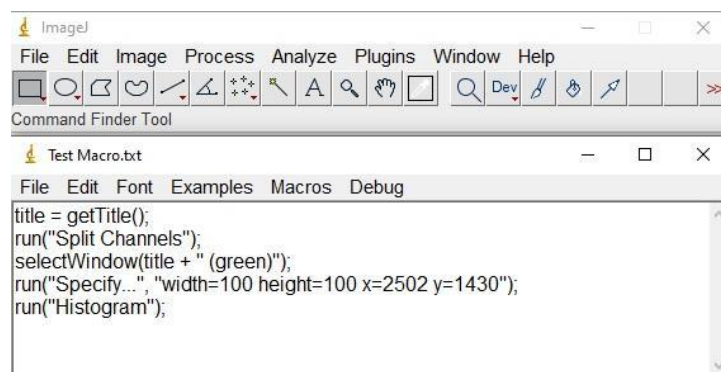 ImageJ
File Edit Image Process Analyze Plugins Window Help
A Dev >>
Command Finder Tool
Test Macro.txt
File Edit Font Examples Macros Debug
title = getTitle();
run("Split Channels");
selectWindow(title + " (green)");
run("Specify...", "width=100 height=100 x=2502 y=1430");
run("Histogram");